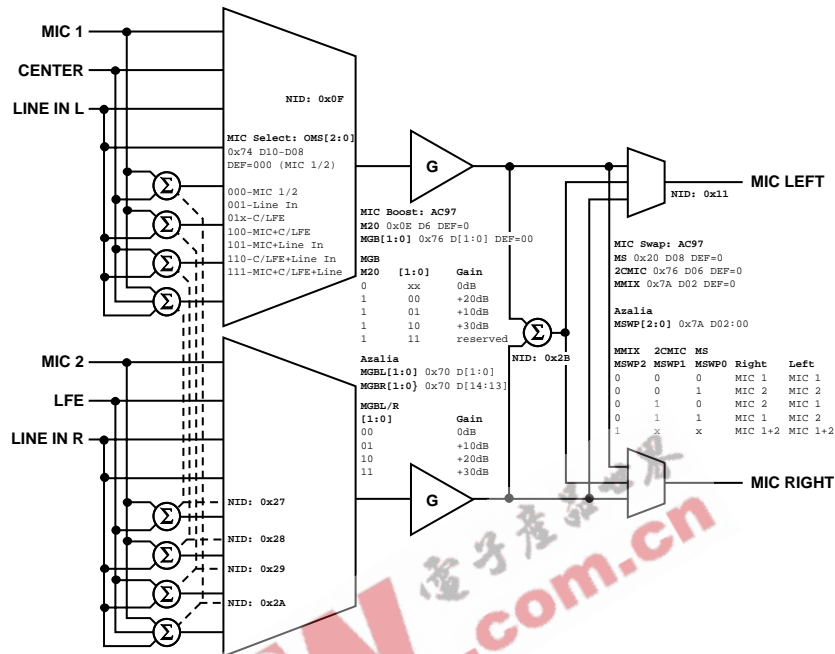 MIC 1
CENTER
LINE IN L
NID: 0x0F
MIC Select: OMS[2:0]
0x74 D10-D08
DEF=000 (MIC 1/2)
000-MIC 1/2
001-Line In
01x-C/LFE
100-MIC+C/LFE
101-MIC+Line In
110-C/LFE+Line In
111-MIC+C/LFE+Line
Σ
Σ
Σ
Σ
G
MIC Boost: AC97
M20 0x0E D6 DEF=0
MGB[1:0] 0x76 D[1:0] DEF=00
MGB
M20 [1:0] Gain
0 xx 0dB
1 00 +20dB
1 01 +10dB
1 10 +30dB
1 11 reserved
Azalia
MGBL[1:0] 0x70 D[1:0]
MGBR[1:0} 0x70 D[14:13]
MGBL/R
[1:0] Gain
00 0dB
01 +10dB
10 +20dB
11 +30dB
Σ
NID: 0x2B
NID: 0x11
MIC LEFT
MIC Swap: AC97
MS 0x20 D08 DEF=0
2CMIC 0x76 D06 DEF=0
MMIX 0x7A D02 DEF=0
Azalia
MSWP[2:0] 0x7A D02:00
MMIX 2CMIC MS
MSWP2 MSWP1 MSWP0 Right Left
0 0 0 MIC 1 MIC 1
0 0 1 MIC 2 MIC 2
0 1 0 MIC 2 MIC 1
0 1 1 MIC 1 MIC 2
1 x x MIC 1+2 MIC 1+2
MIC RIGHT
MIC 2
LFE
LINE IN R
NID: 0x27
NID: 0x28
NID: 0x29
NID: 0x2A
Σ
Σ
Σ
Σ
G
電子產品世界
.com.cn